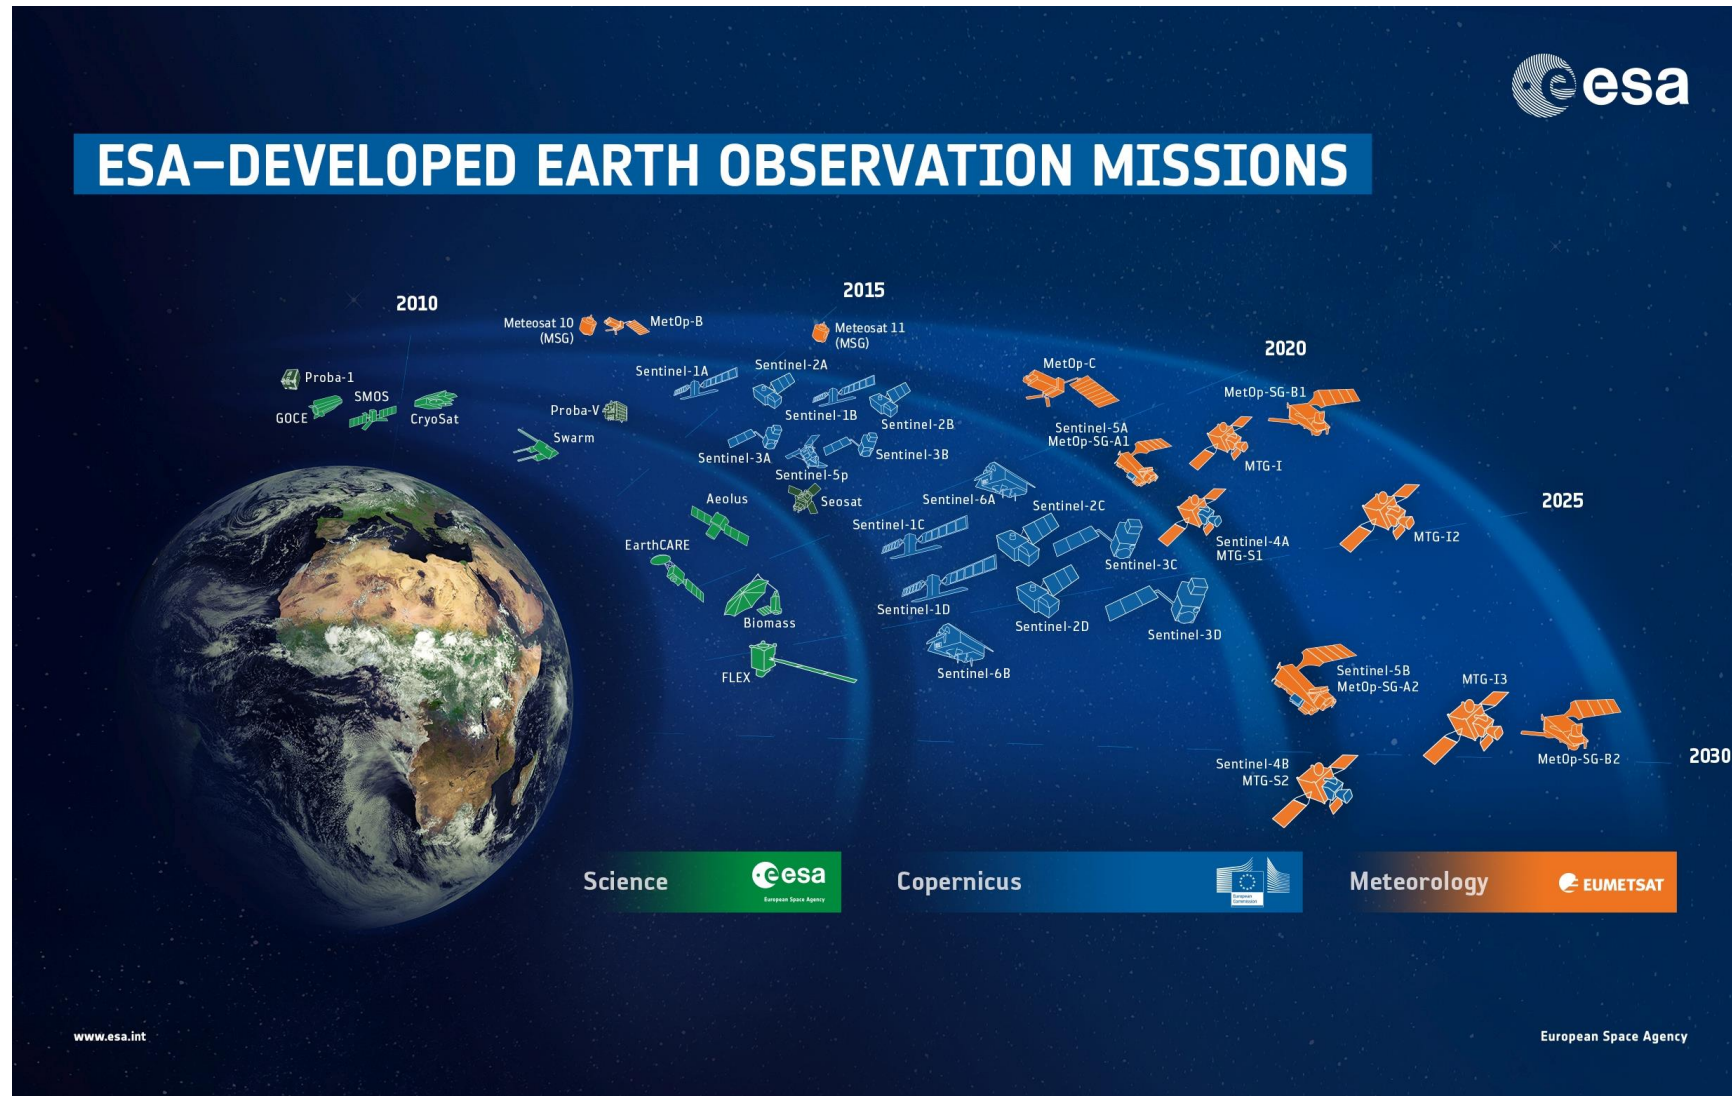 esa
ESA—DEVELOPED EARTH OBSERVATION MISSIONS
2010
2015
2020
2025
2030
Meteosat 10
(MSG)
MetOp-B
Meteosat 11
(MSG)
Proba-1
SMOS
GOCE
CryoSat
Proba-V
Swarm
Sentinel-1A
Sentinel-2A
Sentinel-1B
Sentinel-2B
Sentinel-3A
Sentinel-3B
Sentinel-5p
Seosat
MetOp-C
MetOp-SG-B1
Sentinel-5A
MetOp-SG-A1
MTG-I
Aeolus
Sentinel-6A
Sentinel-2C
Sentinel-1C
EarthCARE
Sentinel-3C
Sentinel-4A
MTG-S1
MTG-I2
Biomass
Sentinel-1D
Sentinel-2D
Sentinel-3D
FLEX
Sentinel-6B
Sentinel-5B
MetOp-SG-A2
MTG-I3
MetOp-SG-B2
Sentinel-4B
MTG-S2
Science
esa
European Space Agency
Copernicus
European
Commission
Meteorology
EUMETSAT
www.esa.int
European Space Agency